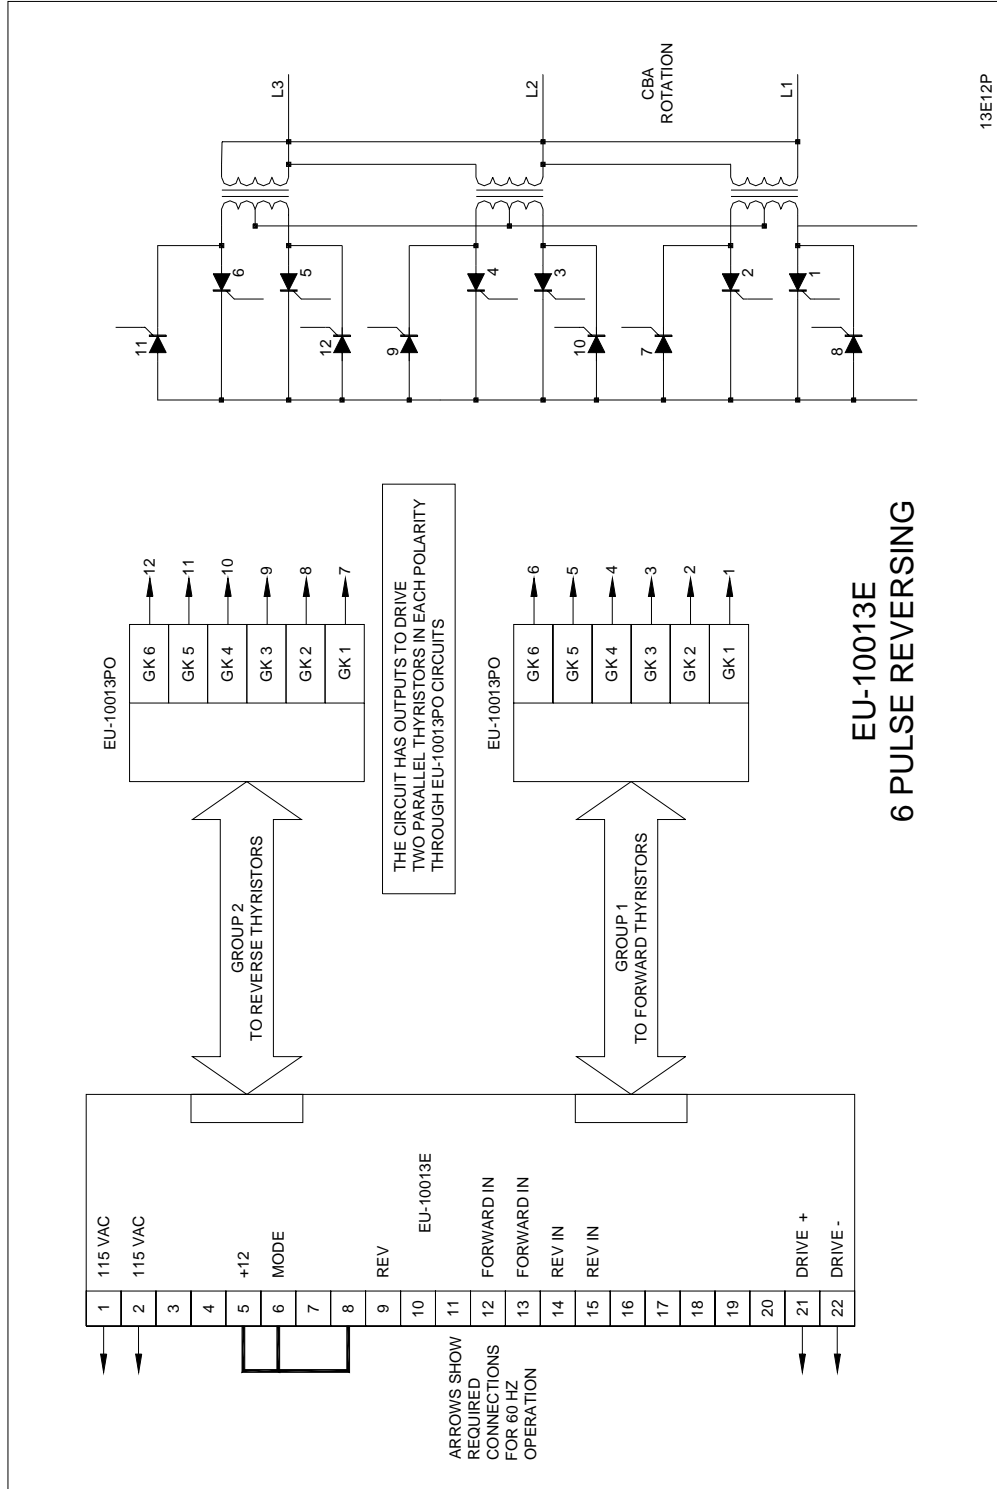 1
2
3
4
5
6
7
8
9
10
11
12
13
14
15
16
17
18
19
20
21
22
115 VAC
115 VAC
+12
MODE
REV
FORWARD IN
FORWARD IN
REV IN
REV IN
DRIVE +
DRIVE -
EU-10013E
ARROWS SHOW
REQUIRED
CONNECTIONS
FOR 60 HZ
OPERATION
GROUP 2
TO REVERSE THYRISTORS
GROUP 1
TO FORWARD THYRISTORS
EU-10013PO
GK 6
GK 5
GK 4
GK 3
GK 2
GK 1
12
11
10
9
8
7
THE CIRCUIT HAS OUTPUTS TO DRIVE
TWO PARALLEL THYRISTORS IN EACH POLARITY
THROUGH EU-10013PO CIRCUITS
EU-10013PO
GK 6
GK 5
GK 4
GK 3
GK 2
GK 1
6
5
4
3
2
1
11
6
5
12
9
4
3
10
7
2
1
8
L3
L2
L1
CBA
ROTATION
EU-10013E
6 PULSE REVERSING
13E12P